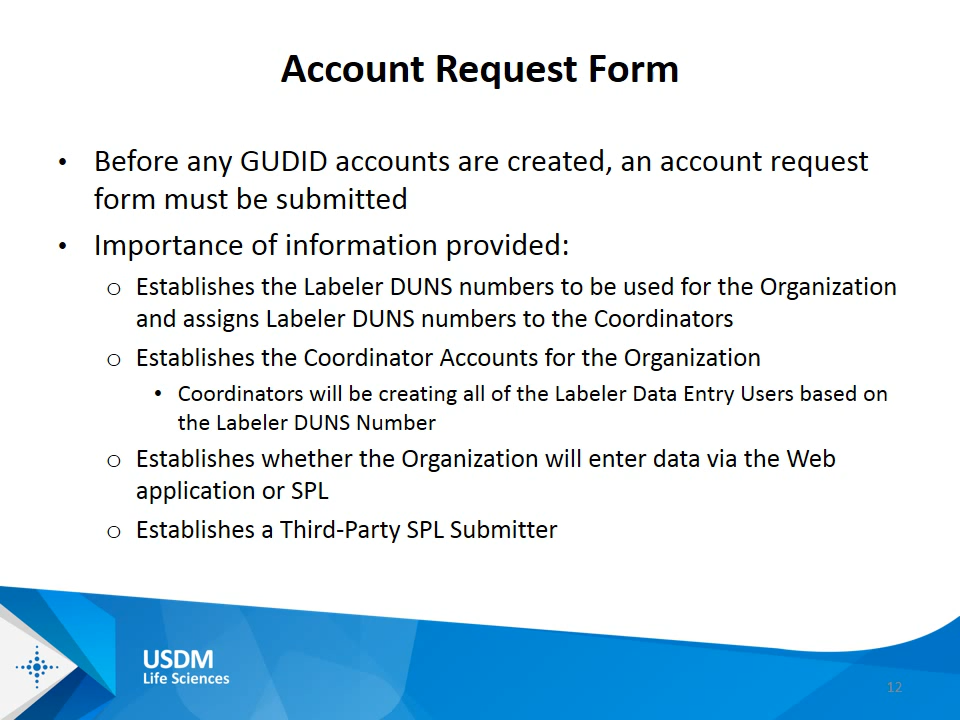 Account Request Form
• Before any GUDID accounts are created, an account request
form must be submitted
• Importance of information provided:
o Establishes the Labeler DUNS numbers to be used for the Organization
and assigns Labeler DUNS numbers to the Coordinators
o Establishes the Coordinator Accounts for the Organization
• Coordinators will be creating all of the Labeler Data Entry Users based on
the Labeler DUNS Number
o Establishes whether the Organization will enter data via the Web
application or SPL
o Establishes a Third-Party SPL Submitter
USDM
Life Sciences
12